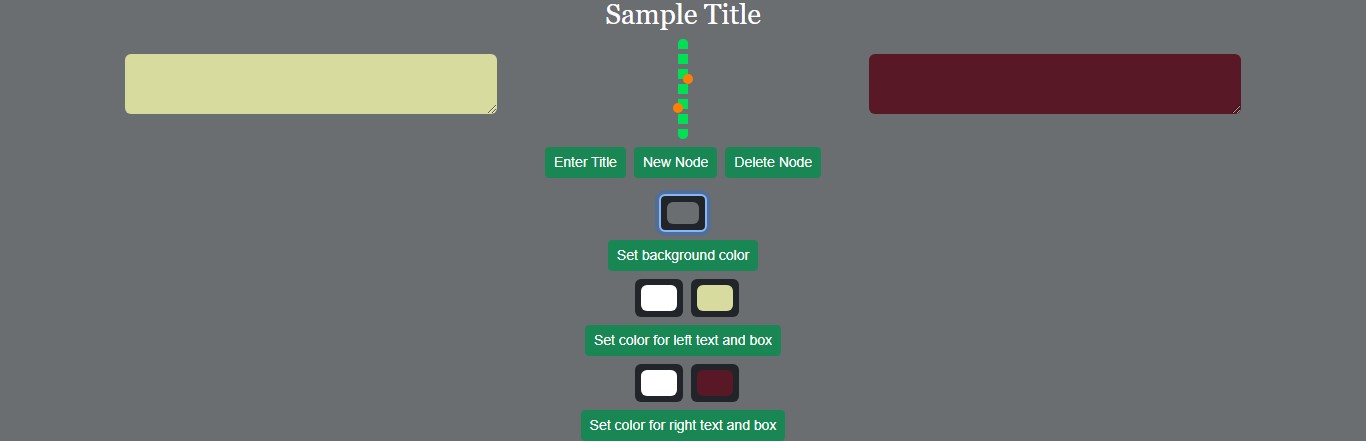 Sample Title
Enter Title New Node Delete Node
Set background color
Set color for left text and box
Set color for right text and box